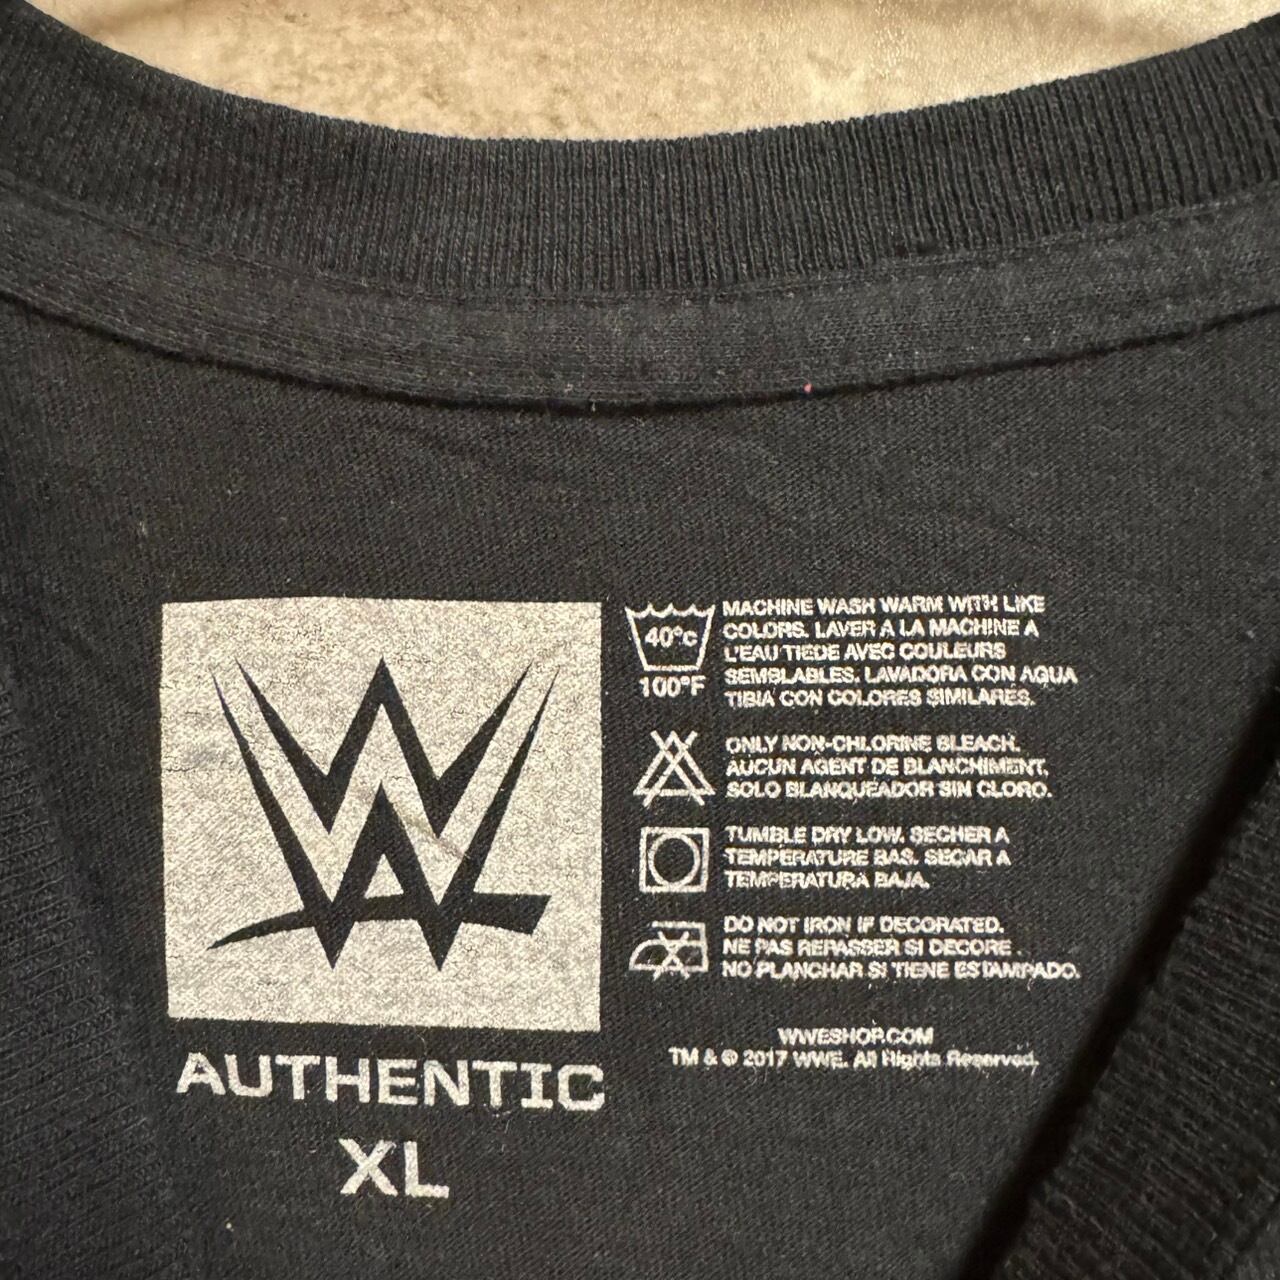 AUTHENTIC
XL
40°C
100°F
MACHINE WASH WARM WITH LIKE
COLORS. LAVER A LA MACHINE A
L'EAU TIEDE AVEC COULEURS
SEMBLABLES. LAVADORA CON AGUA
TIBIA CON COLORES SIMILARES.
ONLY NON-CHLORINE BLEACH.
AUCUN AGENT DE BLANCHIMENT.
SOLO BLANQUEADOR SIN CLORO.
TUMBLE DRY LOW. SECHER A
TEMPERATURE BAS. SECAR A
TEMPERATURA BAJA.
DO NOT IRON IF DECORATED.
NE PAS REPASSER SI DECORE.
NO PLANCHAR SI TIENE ESTAMPADO.
WWESHOP.COM
TM & © 2017 WWE. All Rights Reserved.